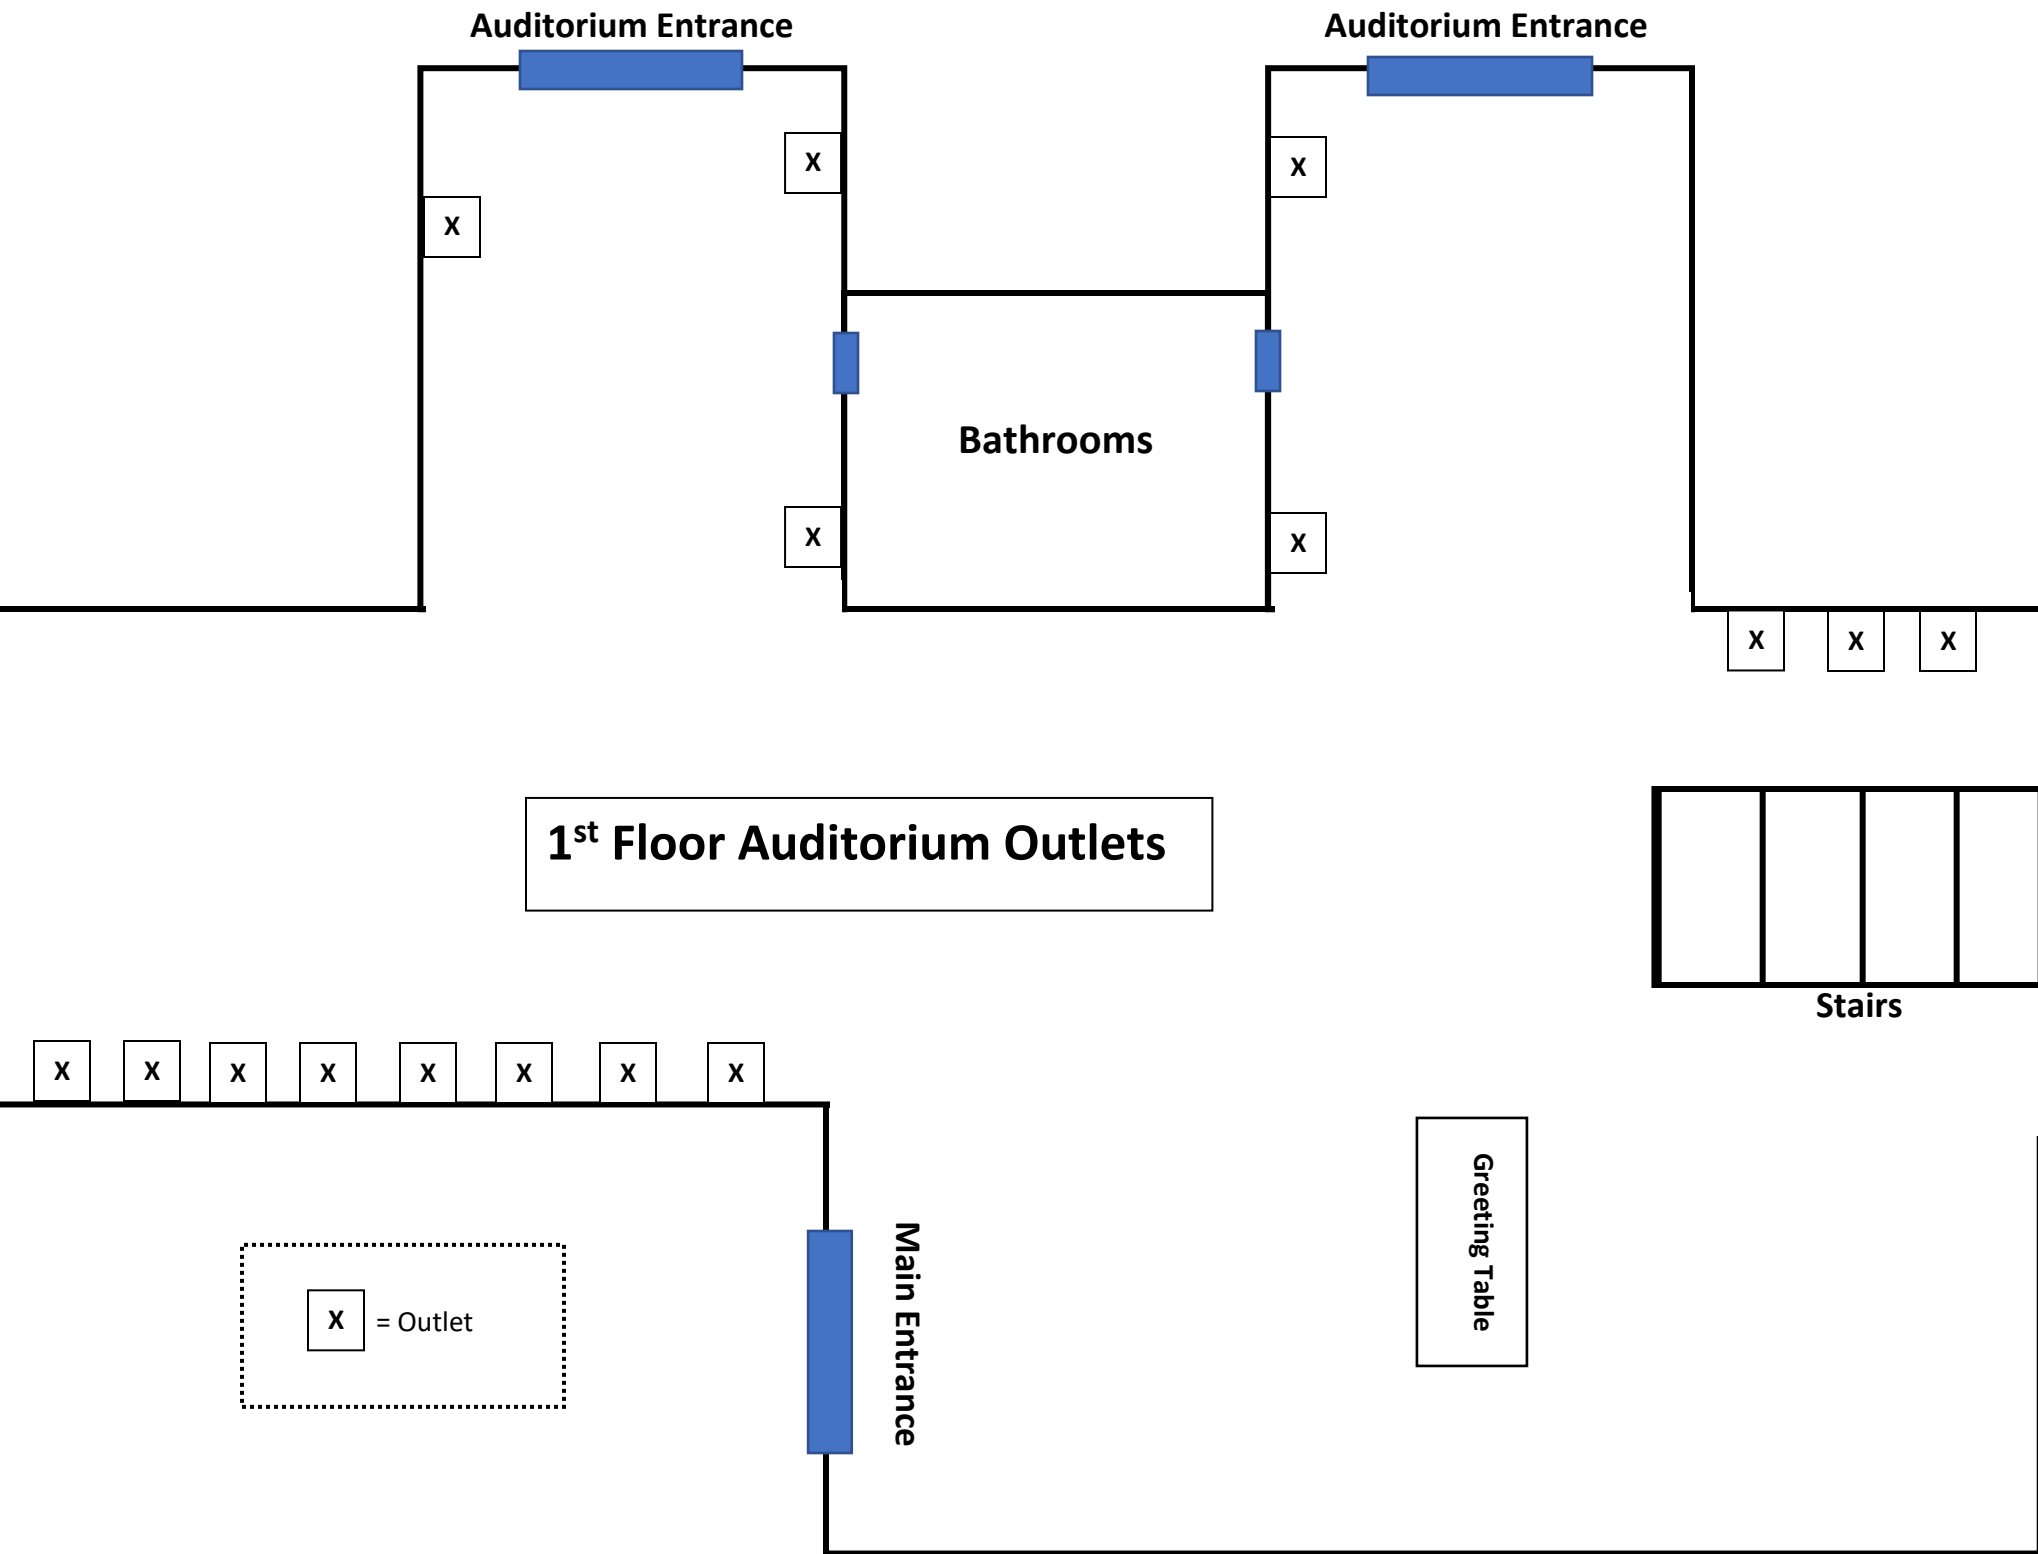 Auditorium Entrance
Auditorium Entrance
X
X
X
Bathrooms
X
X
X
X
X
1st Floor Auditorium Outlets
Stairs
X
X
X
X
X
X
X
X
Main Entrance
Greeting Table
X = Outlet